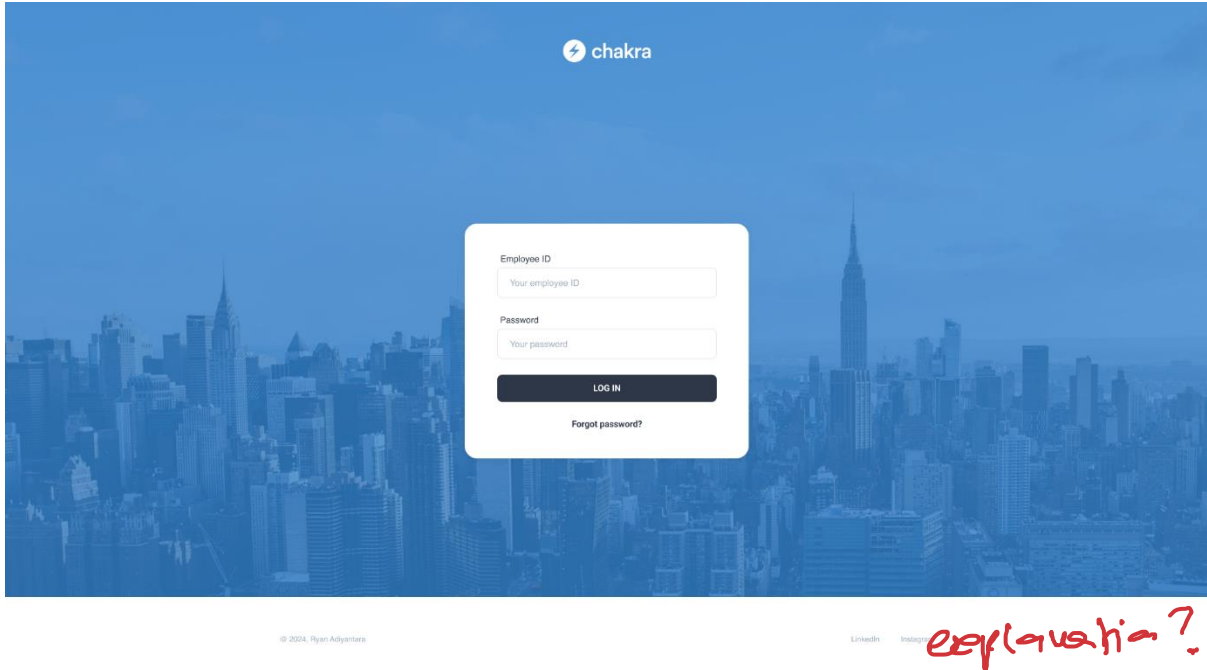 chakra
Employee ID
Your employee ID
Password
Your password
LOG IN
Forgot password?
© 2024, Ryan Adiyantara
LinkedIn
explanation?